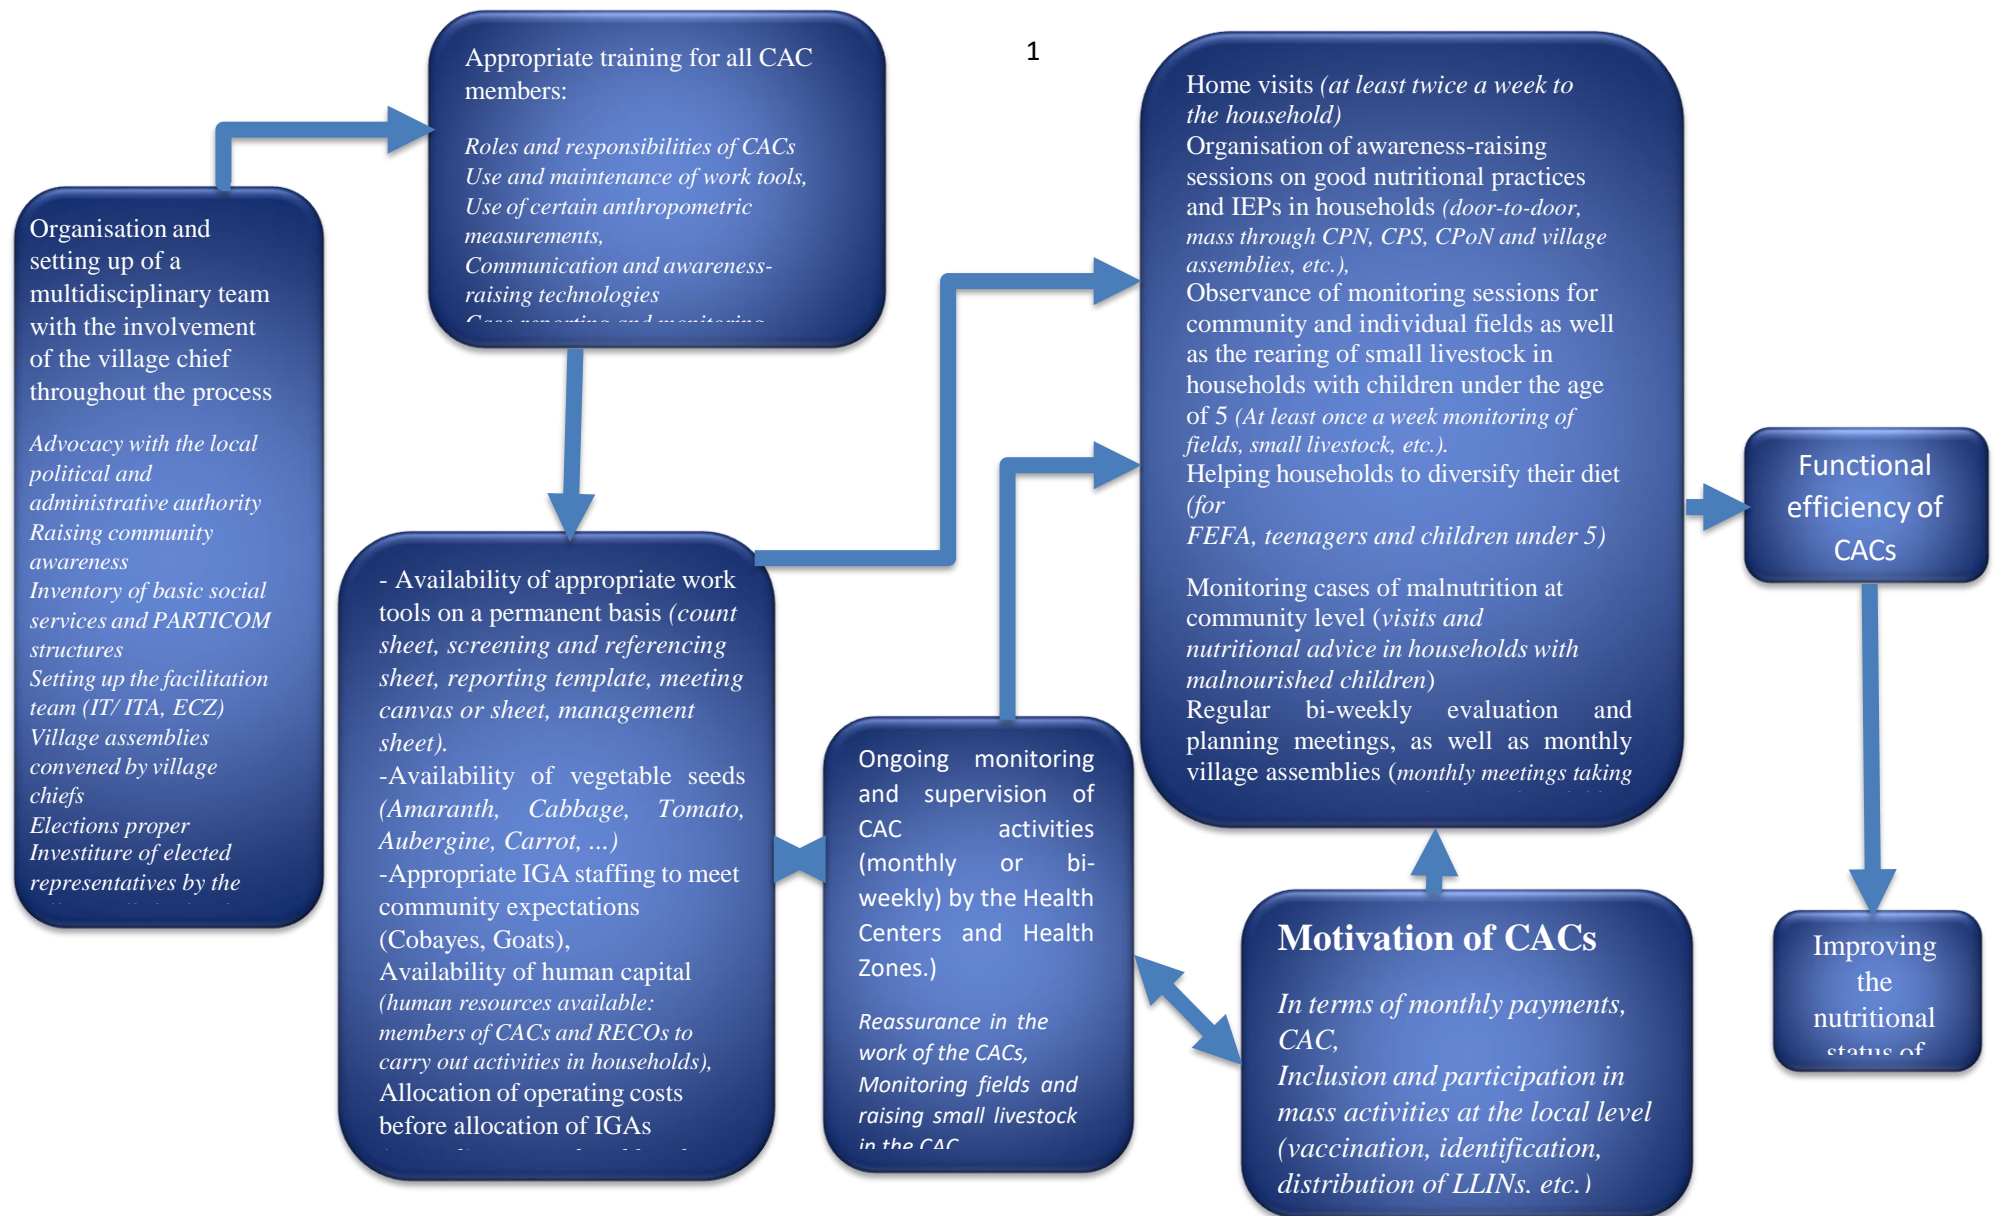 1
Organisation and
setting up of a
multidisciplinary team
with the involvement
of the village chief
throughout the process
Advocacy with the local
political and
administrative authority
Raising community
awareness
Inventory of basic social
services and PARTICOM
structures
Setting up the facilitation
team (IT/ ITA, ECZ)
Village assemblies
convened by village
chiefs
Elections proper
Investiture of elected
representatives by the
Appropriate training for all CAC
members:
Roles and responsibilities of CACs
Use and maintenance of work tools,
Use of certain anthropometric
measurements,
Communication and awareness-
raising technologies
Case reporting and monitoring
- Availability of appropriate work
tools on a permanent basis (count
sheet, screening and referencing
sheet, reporting template, meeting
canvas or sheet, management
sheet).
-Availability of vegetable seeds
(Amaranth, Cabbage, Tomato,
Aubergine, Carrot, ...)
-Appropriate IGA staffing to meet
community expectations
(Cobayes, Goats),
Availability of human capital
(human resources available:
members of CACs and RECOs to
carry out activities in households),
Allocation of operating costs
before allocation of IGAs
Ongoing monitoring
and supervision of
CAC activities
(monthly or bi-
weekly) by the Health
Centers and Health
Zones.)
Reassurance in the
work of the CACs,
Monitoring fields and
raising small livestock
in the CAC
Home visits (at least twice a week to
the household)
Organisation of awareness-raising
sessions on good nutritional practices
and IEPs in households (door-to-door,
mass through CPN, CPS, CPoN and village
assemblies, etc.),
Observance of monitoring sessions for
community and individual fields as well
as the rearing of small livestock in
households with children under the age
of 5 (At least once a week monitoring of
fields, small livestock, etc.).
Helping households to diversify their diet
(for
FEFA, teenagers and children under 5)
Monitoring cases of malnutrition at
community level (visits and
nutritional advice in households with
malnourished children)
Regular bi-weekly evaluation and
planning meetings, as well as monthly
village assemblies (monthly meetings taking
Motivation of CACs
In terms of monthly payments,
CAC,
Inclusion and participation in
mass activities at the local level
(vaccination, identification,
distribution of LLINs. etc.)
Functional
efficiency of
CACs
Improving
the
nutritional
status of